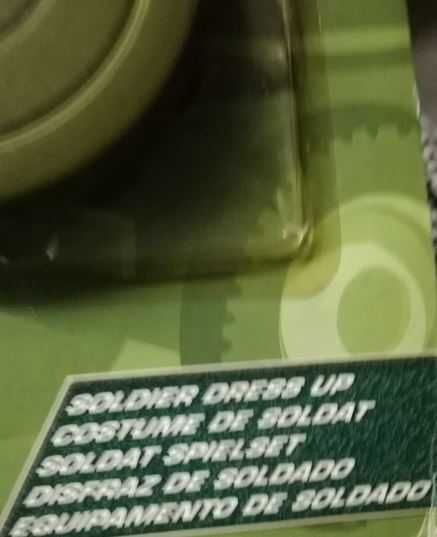 SOLDIER DRESS UP
COSTUME DE SOLDAT
SOLDAT SPIELSET
DISFRAZ DE SOLDADO
EQUIPAMENTO DE SOLDADO